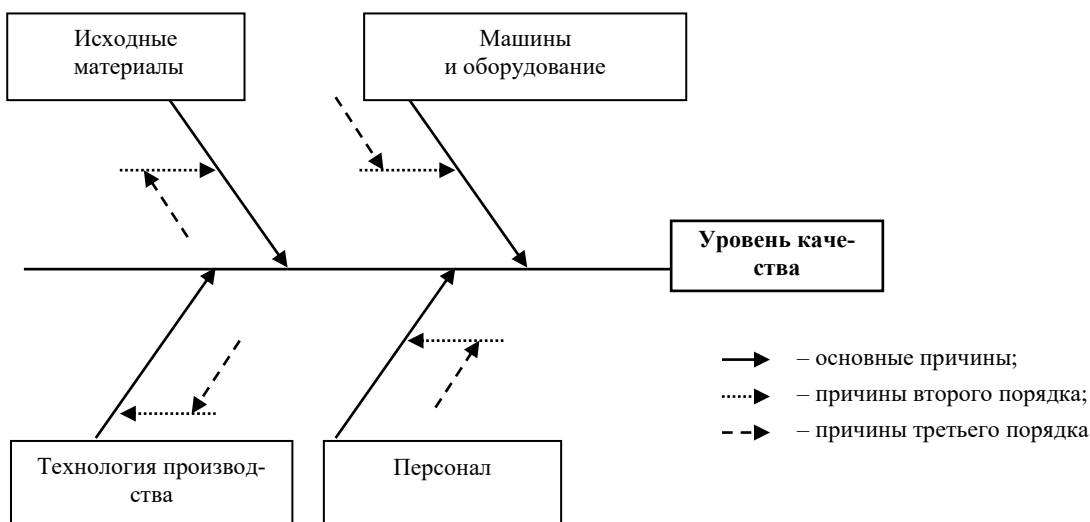 Исходные
материалы
Машины
и оборудование
Уровень каче-
ства
– основные причины;
– причины второго порядка;
– причины третьего порядка
Технология производ-
ства
Персонал